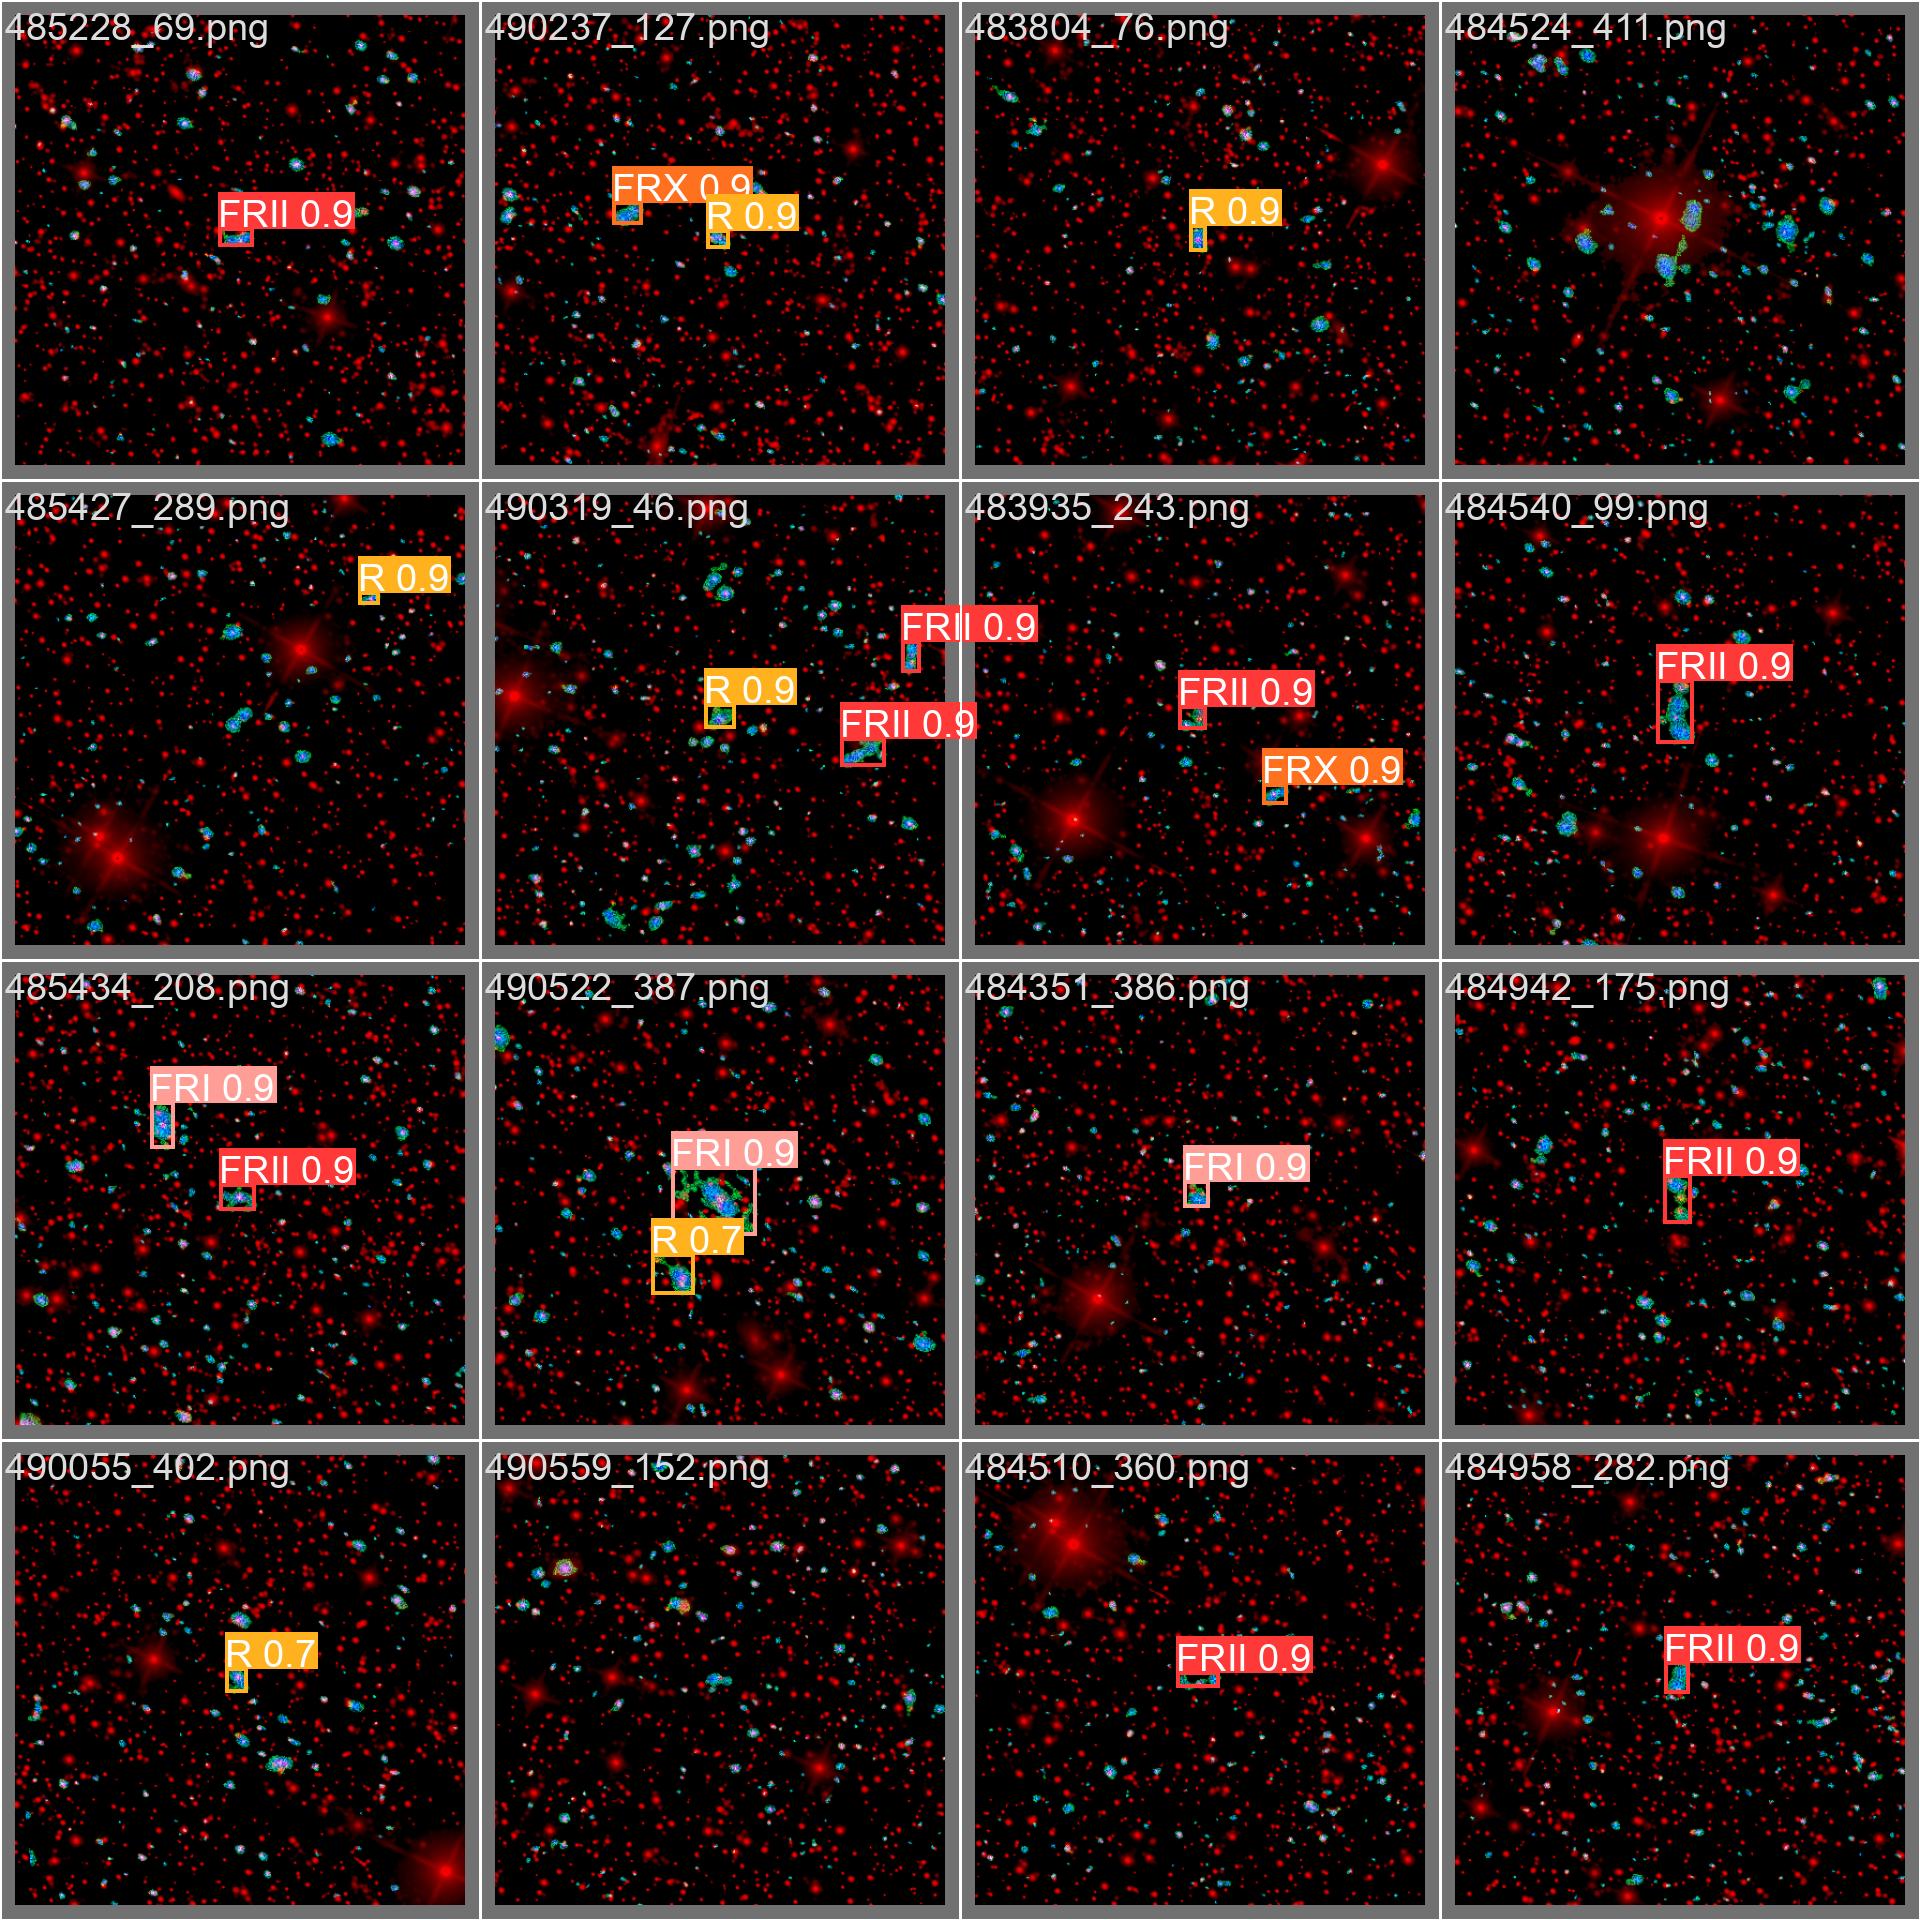 485228_69.png
FRII 0.9
490237_127.png
FRX 0.9
R 0.9
483804_76.png
R 0.9
484524_411.png
485427_289.png
R 0.9
490319_46.png
FRII 0.9
R 0.9
FRII 0.9
483935_243.png
FRII 0.9
FRX 0.9
484540_99.png
FRII 0.9
485434_208.png
FRI 0.9
FRII 0.9
490522_387.png
FRI 0.9
R 0.7
484351_386.png
FRI 0.9
484942_175.png
FRII 0.9
490055_402.png
R 0.7
490559_152.png
484510_360.png
FRII 0.9
484958_282.png
FRII 0.9